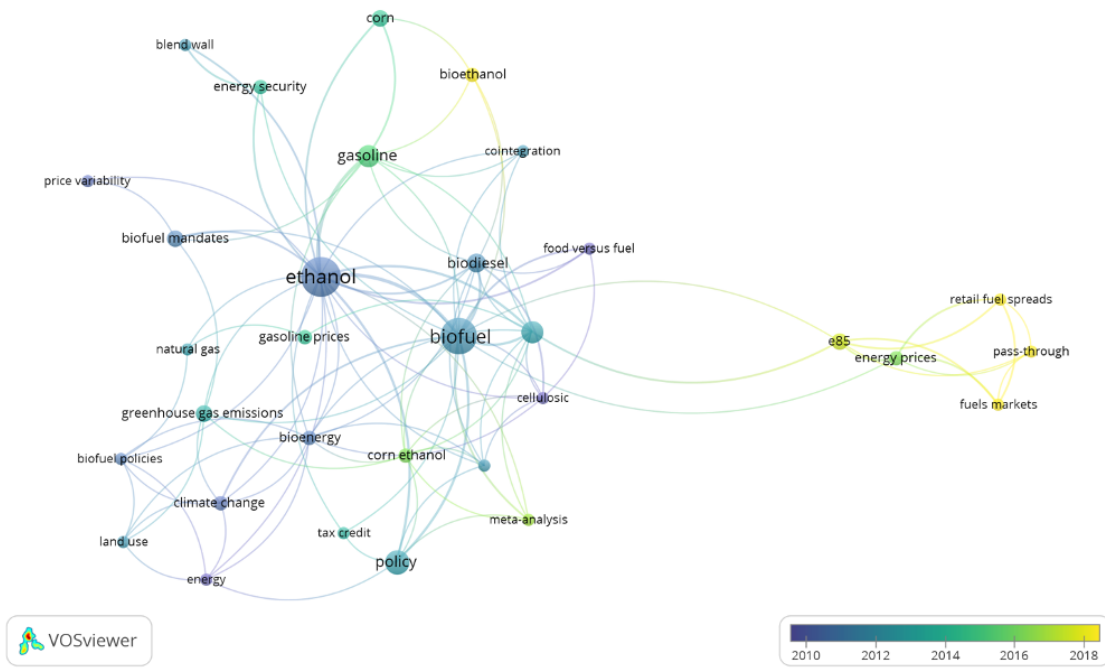 corn
blend wall
bioethanol
energy security
gasoline
cointegration
price variability
biofuel mandates
food versus fuel
biodiesel
ethanol
retail fuel spreads
gasoline prices
biofuel
e85
natural gas
pass-through
energy prices
cellulosic
fuels markets
greenhouse gas emissions
bioenergy
corn ethanol
biofuel policies
climate change
meta-analysis
tax credit
land use
policy
energy
VOSviewer
2010 2012 2014 2016 2018